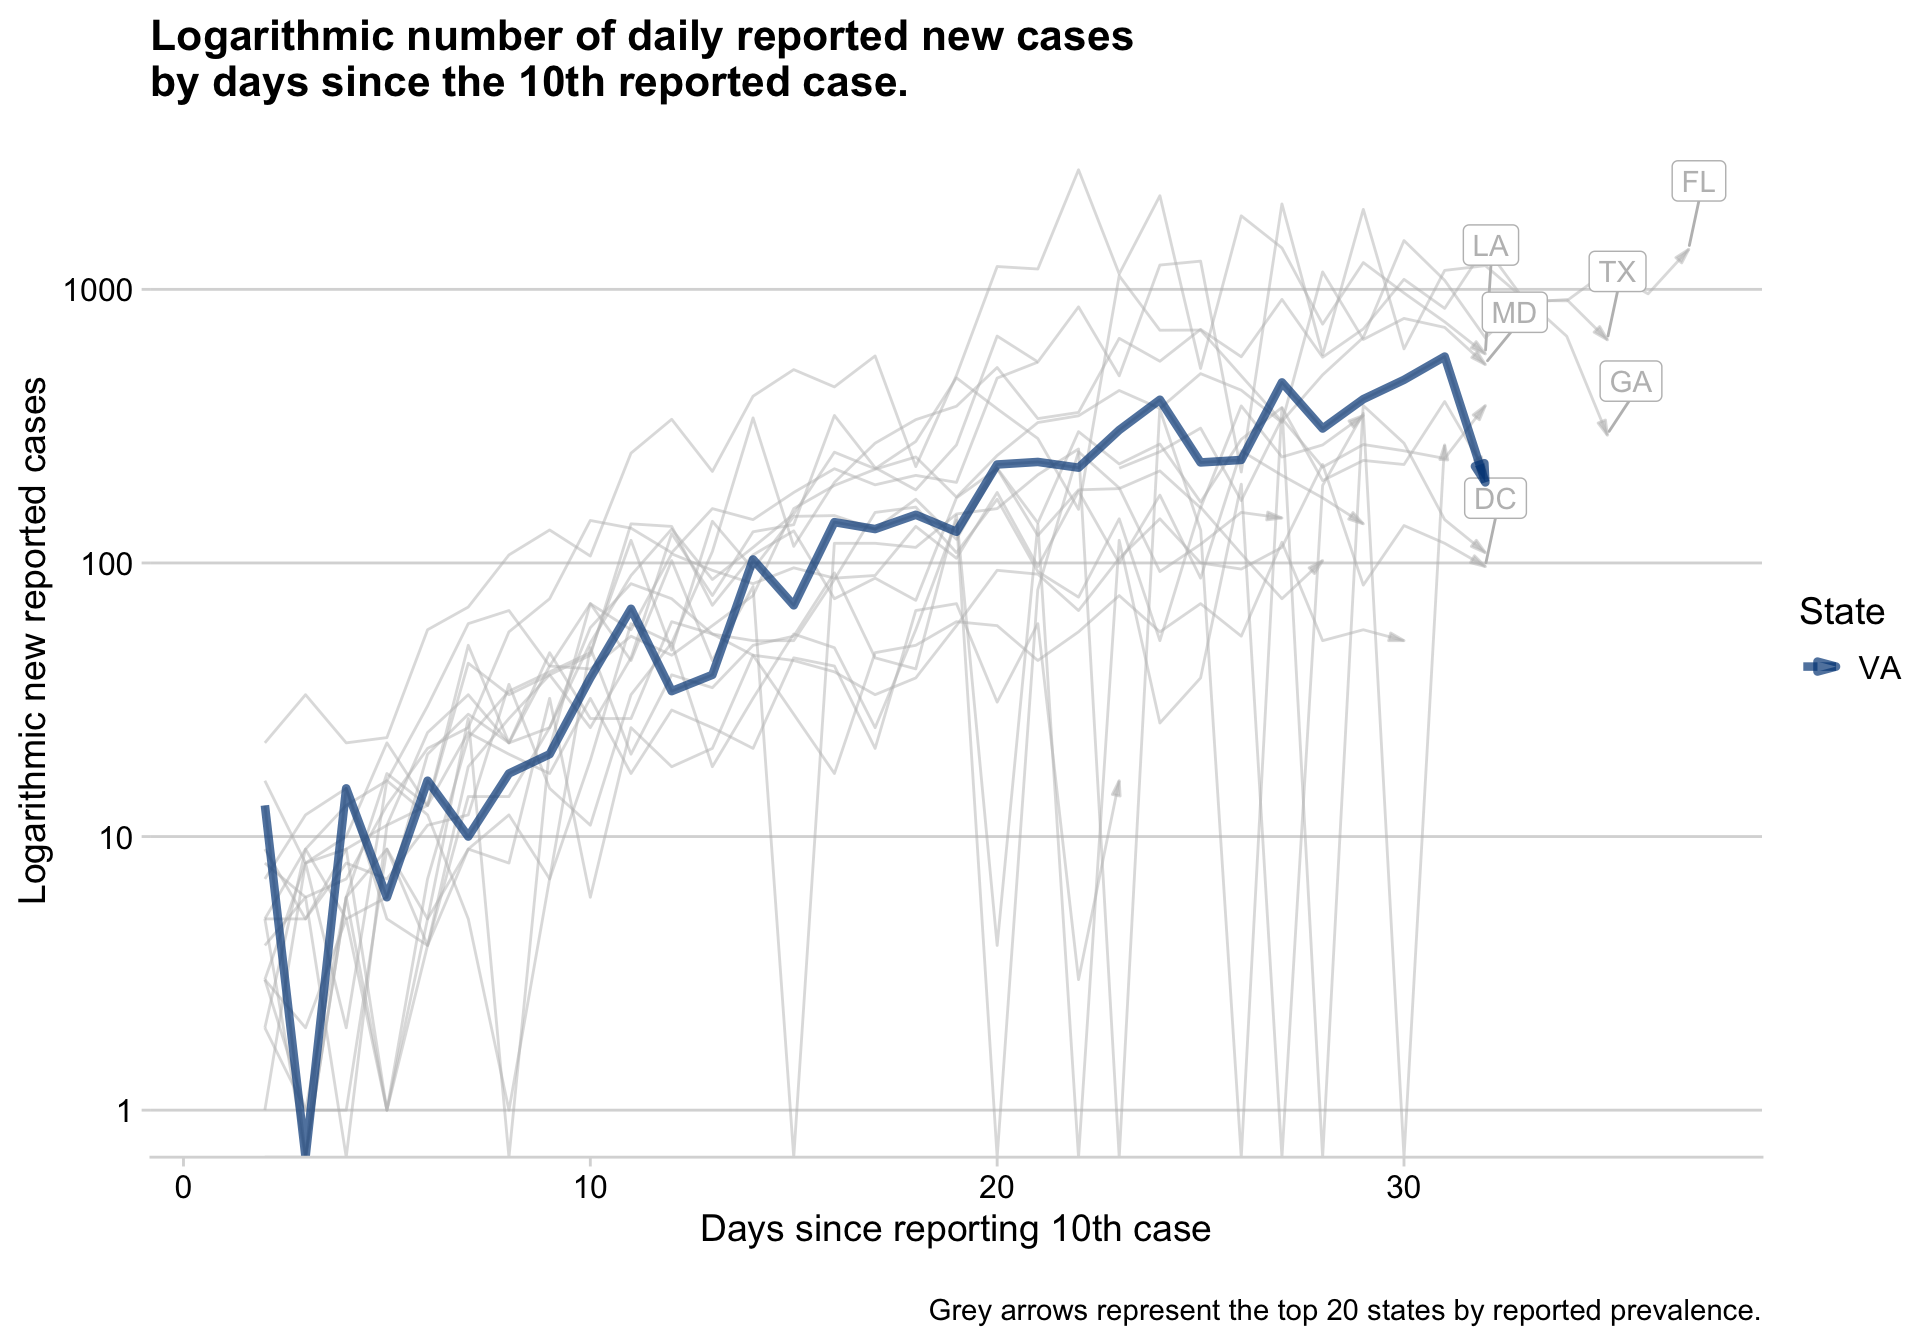 Logarithmic number of daily reported new cases
by days since the 10th reported case.
FL
LA
TX
1000
MD
GA
DC
100
State
VA
10
1
Logarithmic new reported cases
0
10
20
30
Days since reporting 10th case
Grey arrows represent the top 20 states by reported prevalence.